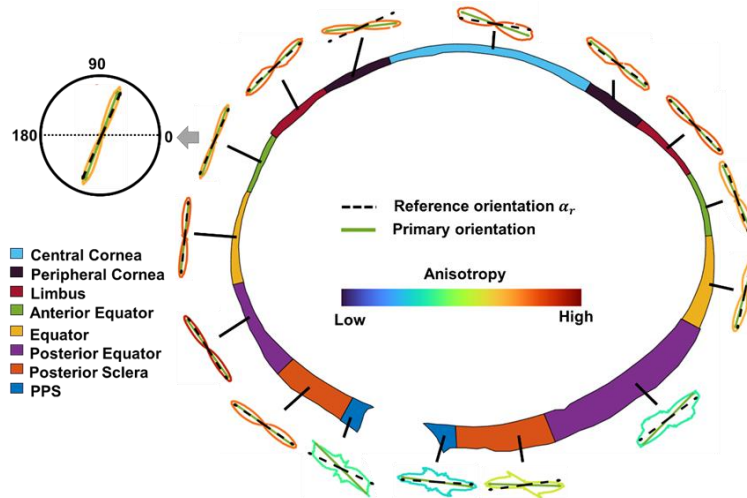 90
180
0
Reference orientation αᵣ
Primary orientation
Anisotropy
Low
High
Central Cornea
Peripheral Cornea
Limbus
Anterior Equator
Equator
Posterior Equator
Posterior Sclera
PPS